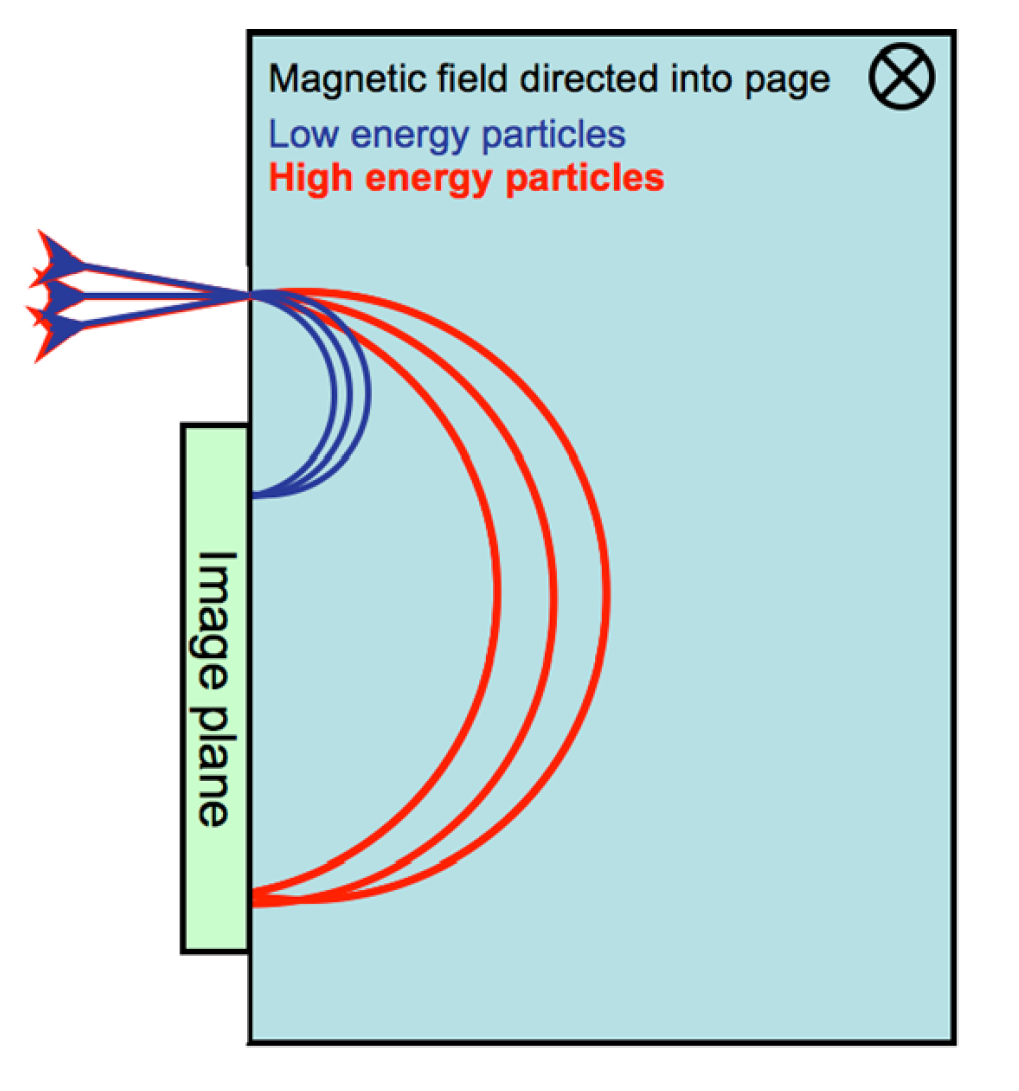 Magnetic field directed into page
Low energy particles
High energy particles
Image plane